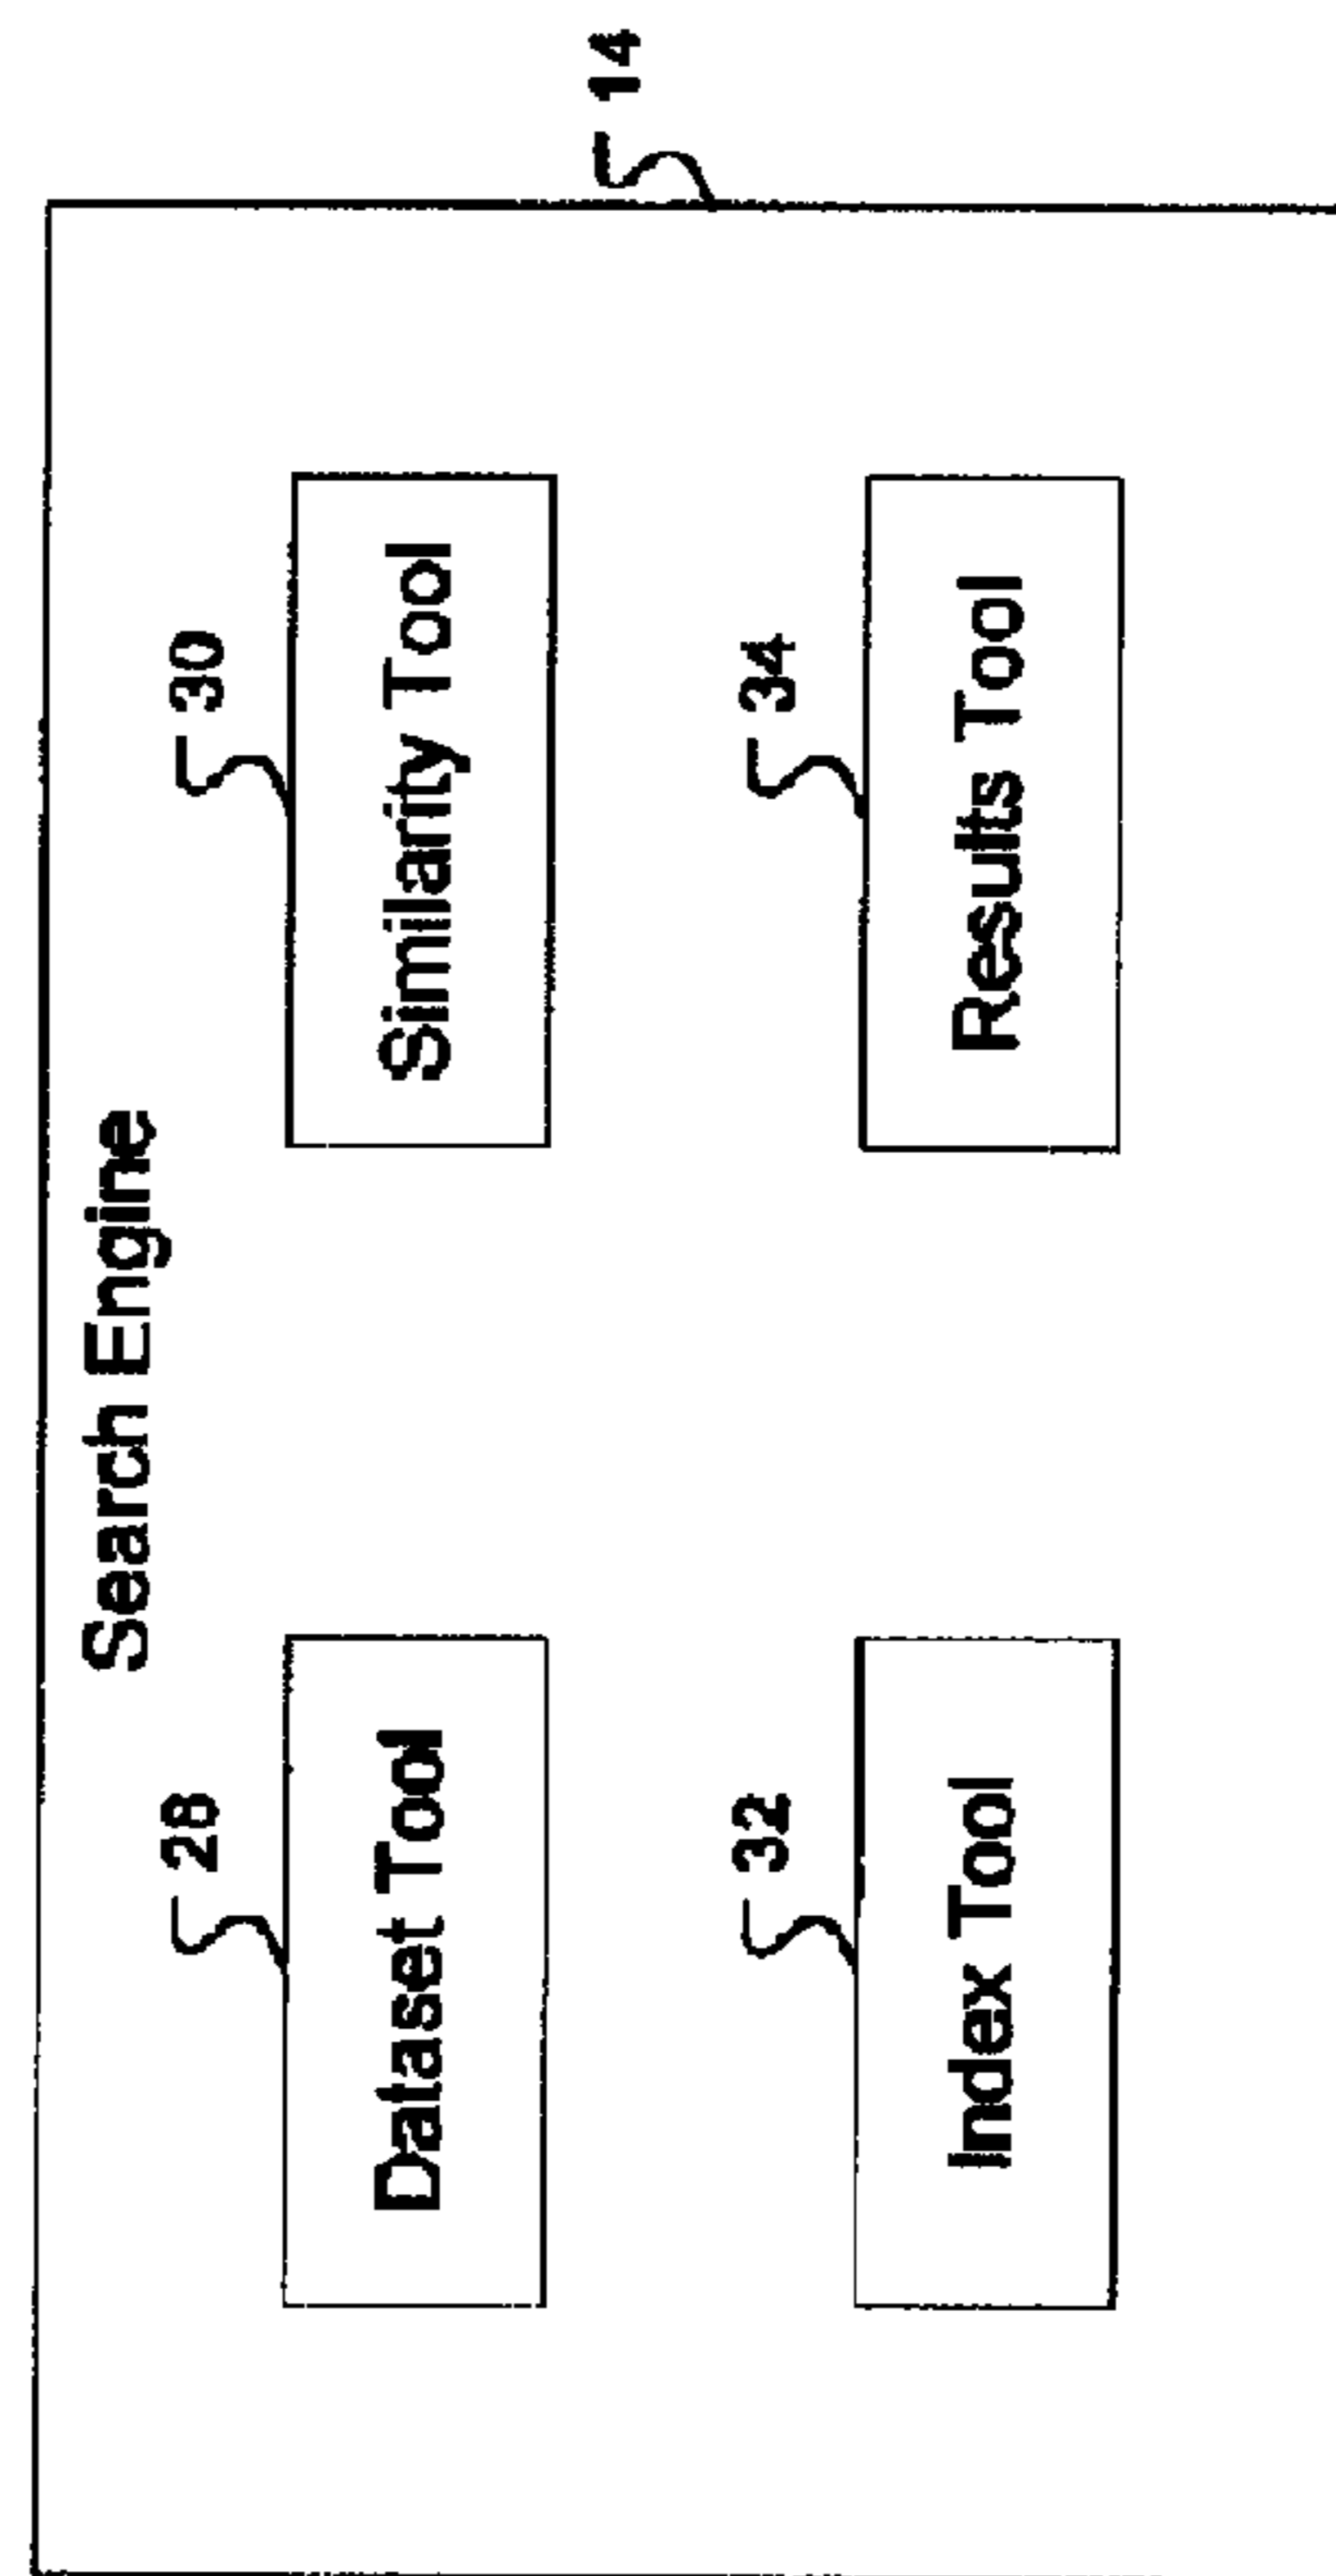 Search Engine
14
28
Dataset Tool
30
Similarity Tool
32
Index Tool
34
Results Tool